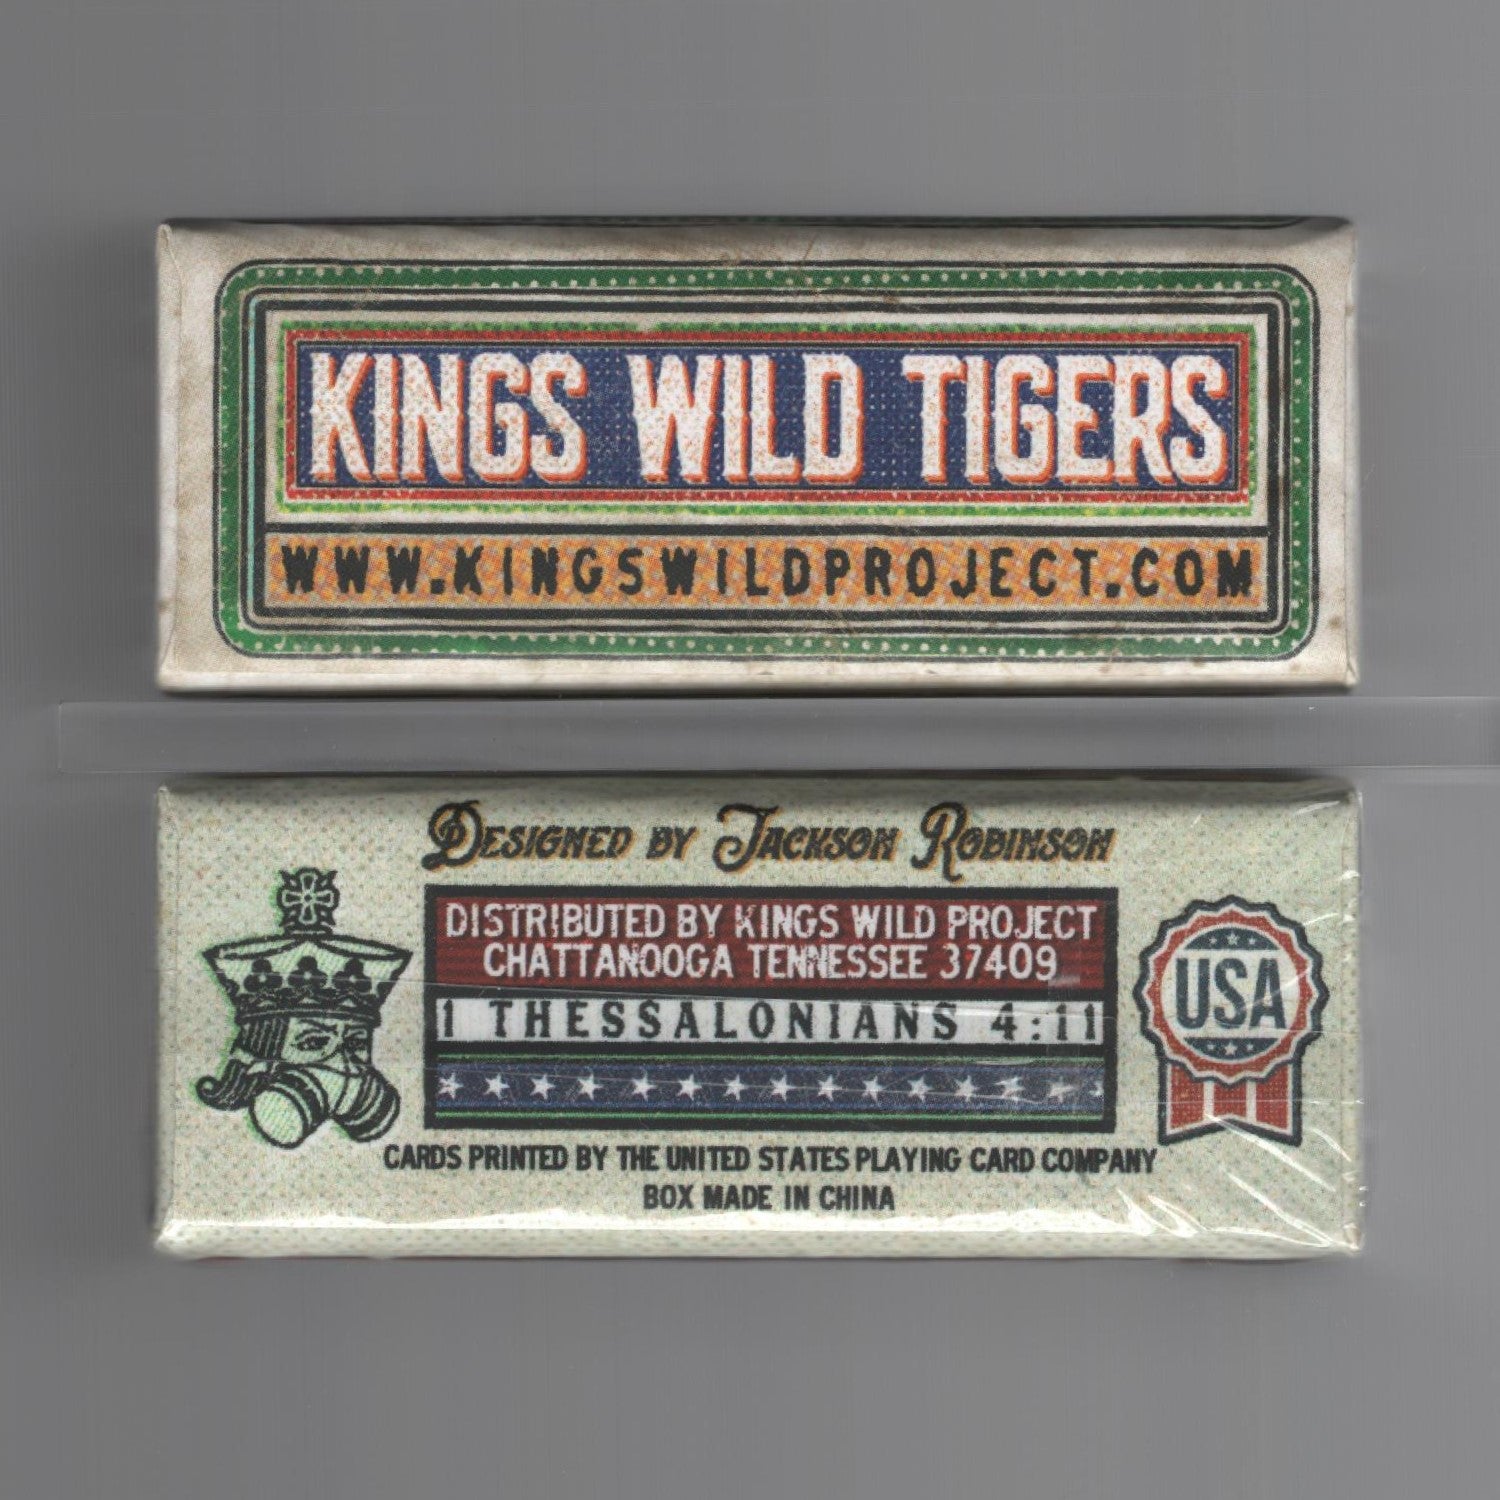 KINGS WILD TIGERS
WWW.KINGSWILDPROJECT.COM
DESIGNED BY JACKSON ROBINSON
DISTRIBUTED BY KINGS WILD PROJECT
CHATTANOOGA TENNESSEE 37409
1 THESSALONIANS 4:11
USA
CARDS PRINTED BY THE UNITED STATES PLAYING CARD COMPANY
BOX MADE IN CHINA